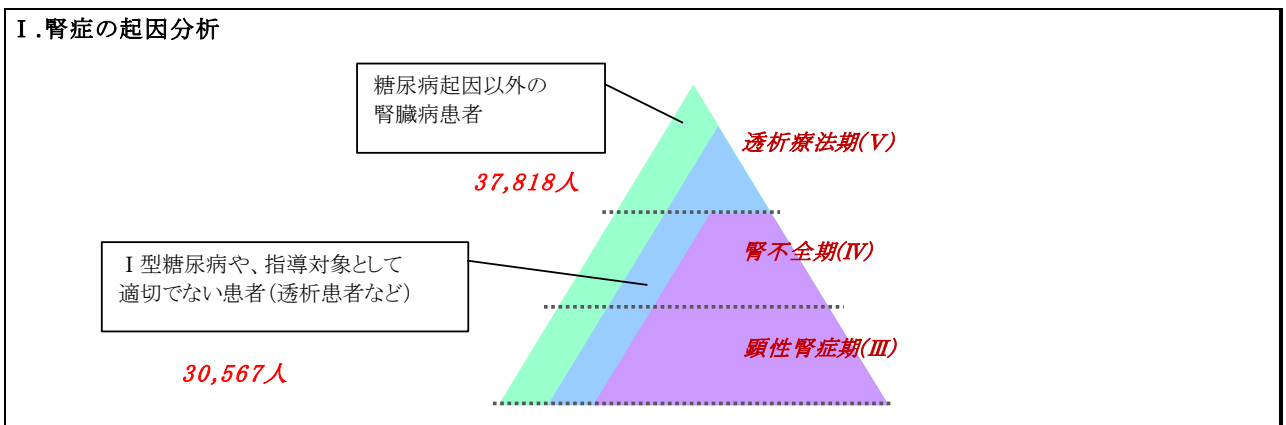 Ⅰ.腎症の起因分析
糖尿病起因以外の
腎臓病患者
透析療法期(Ⅴ)
37,818人
腎不全期(Ⅳ)
Ⅰ型糖尿病や、指導対象として
適切でない患者(透析患者など)
顕性腎症期(Ⅲ)
30,567人